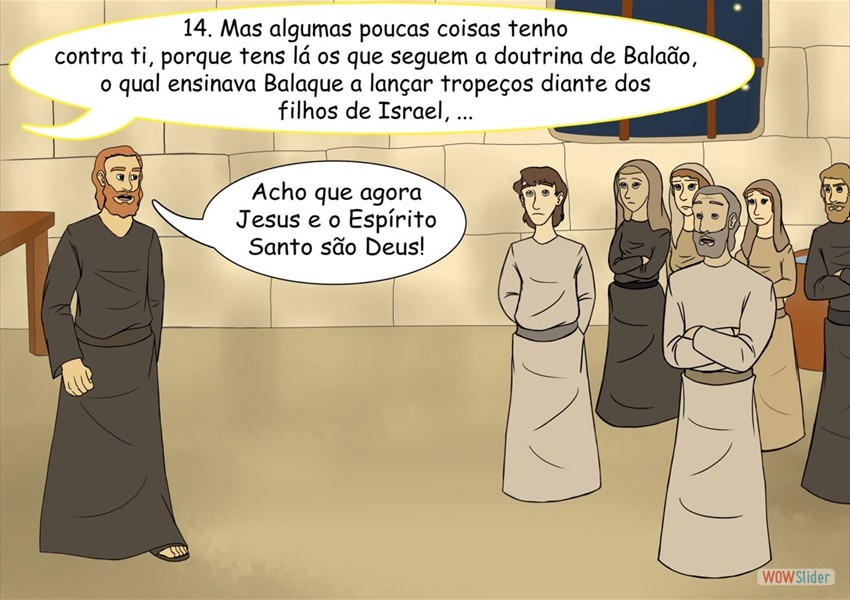 14. Mas algumas poucas coisas tenho
contra ti, porque tens lá os que seguem a doutrina de Balaão,
o qual ensinava Balaque a lançar tropeços diante dos
filhos de Israel, ...
Acho que agora
Jesus e o Espírito
Santo são Deus!
WOWSlider